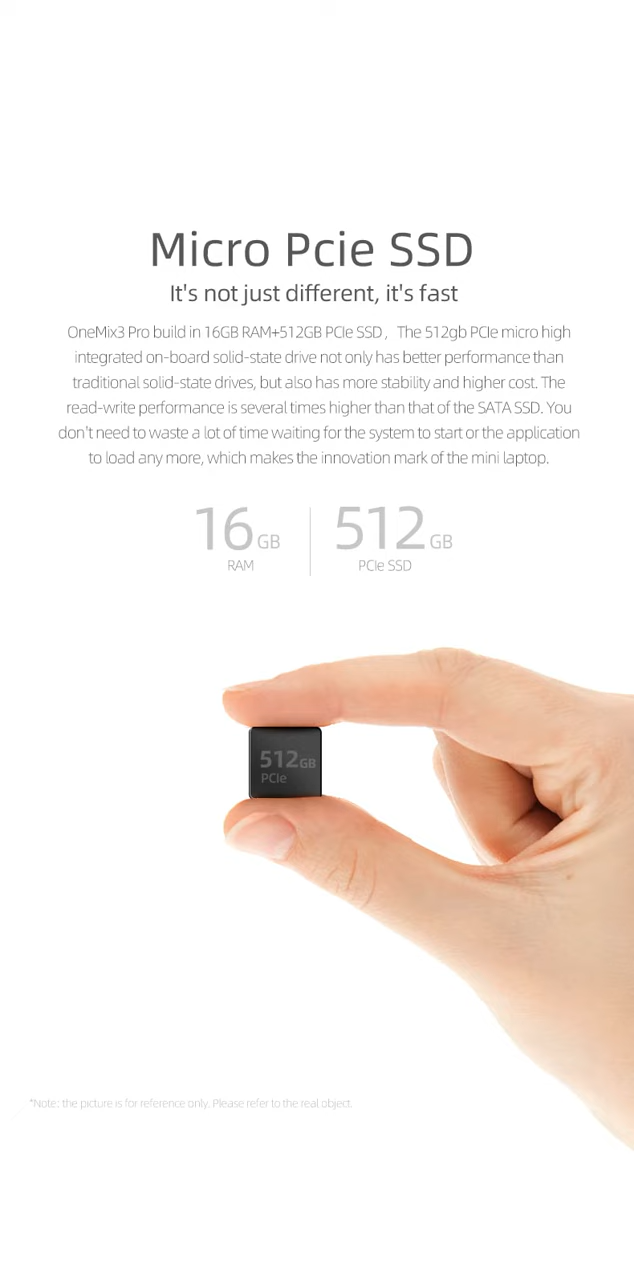 Micro Pcie SSD
It's not just different, it's fast
OneMix3 Pro build in 16GB RAM+512GB PCIe SSD， The 512gb PCIe micro high
integrated on-board solid-state drive not only has better performance than
traditional solid-state drives, but also has more stability and higher cost. The
read-write performance is several times higher than that of the SATA SSD. You
don't need to waste a lot of time waiting for the system to start or the application
to load any more, which makes the innovation mark of the mini laptop.
16GB 512GB
RAM PCIe SSD
512GB
PCIe
*Note: the picture is for reference only. Please refer to the real object.